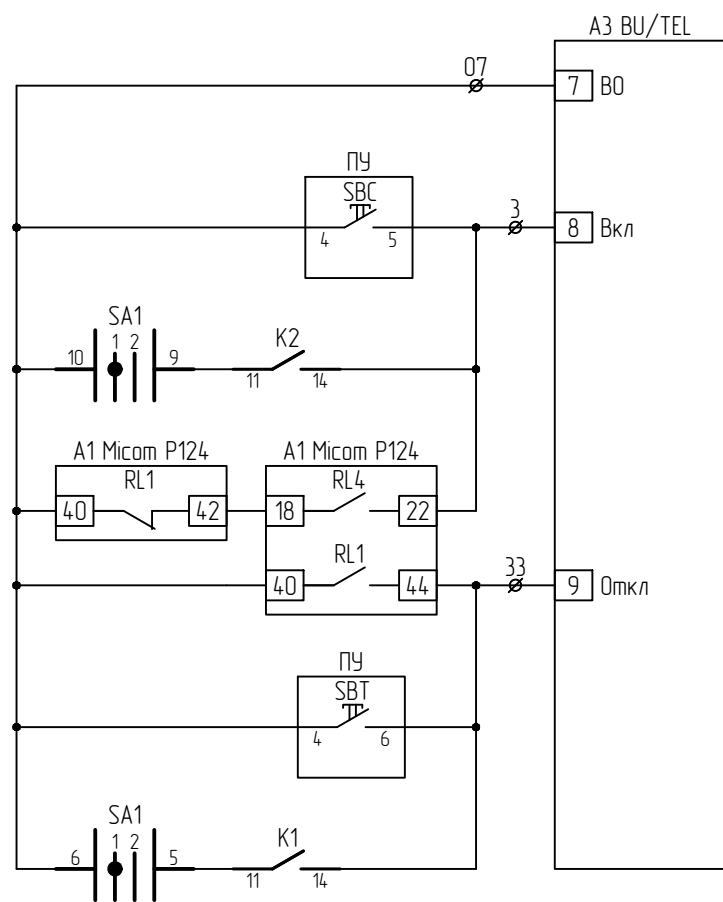 A3 BU/TEL
07
7 ВО
ПУ
SBC
4 5
3
8 Вкл
SA1
10 1 2 9
K2
11 14
A1 Micom P124
RL1
40 42
A1 Micom P124
RL4
18 22
RL1
40 44
33
9 Откл
ПУ
SBT
4 6
SA1
6 1 2 5
K1
11 14